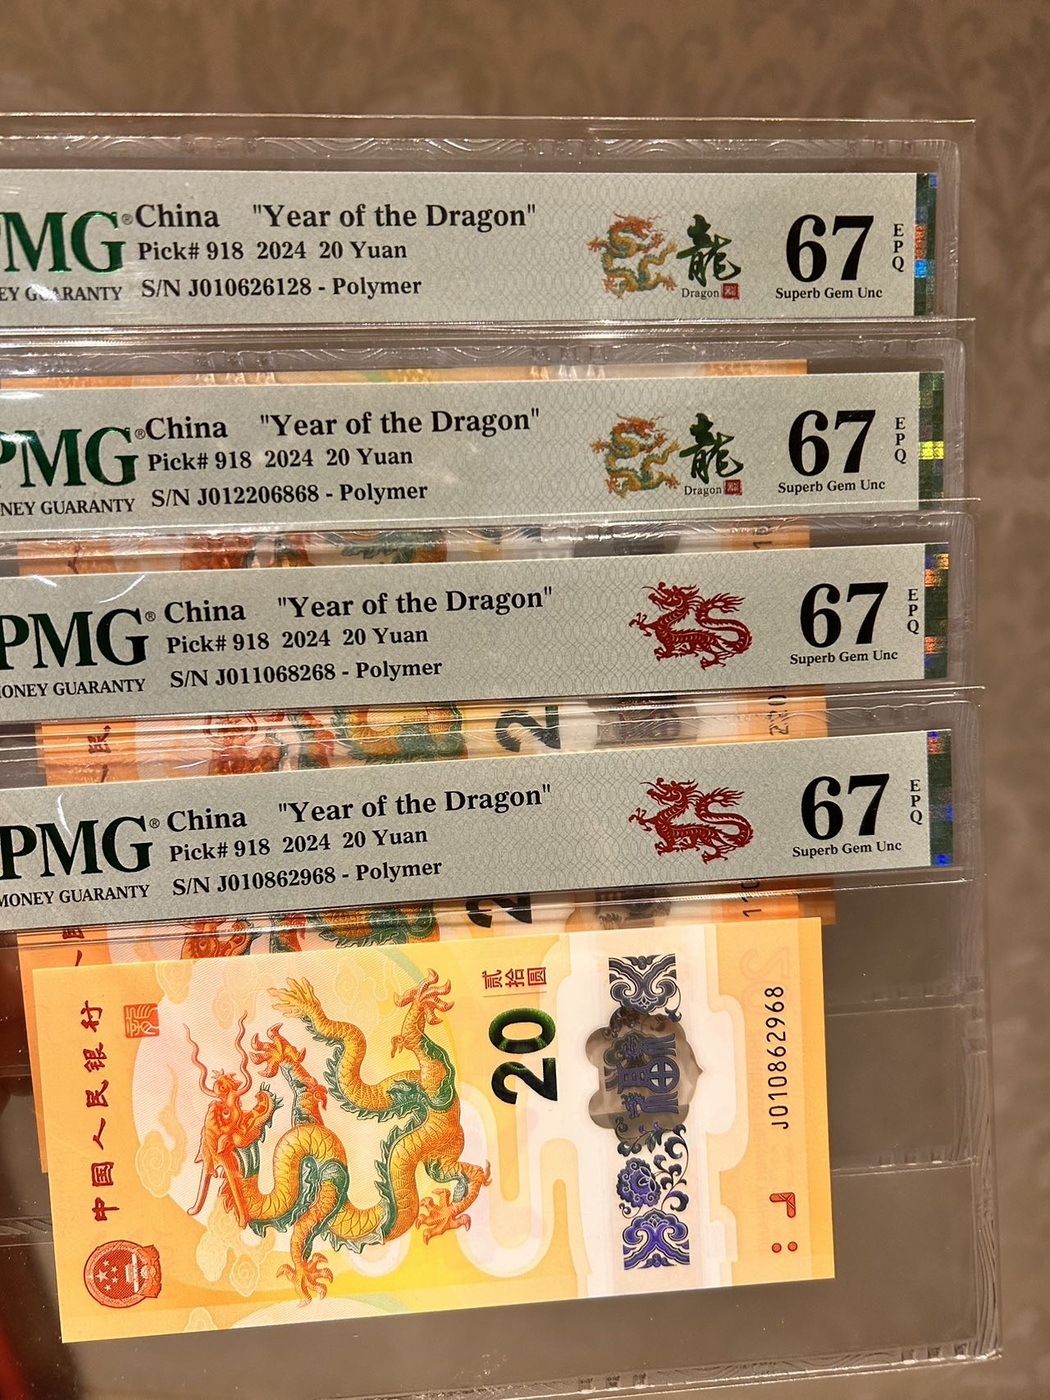 PMG® China "Year of the Dragon"
Pick# 918 2024 20 Yuan
S/N J010626128 - Polymer
EY GUARANTY
龍
Dragon
67
Superb Gem Unc
EPQ
PMG® China "Year of the Dragon"
Pick# 918 2024 20 Yuan
S/N J012206868 - Polymer
NEY GUARANTY
龍
Dragon
67
Superb Gem Unc
EPQ
PMG® China "Year of the Dragon"
Pick# 918 2024 20 Yuan
S/N J011068268 - Polymer
MONEY GUARANTY
67
Superb Gem Unc
EPQ
PMG® China "Year of the Dragon"
Pick# 918 2024 20 Yuan
S/N J010862968 - Polymer
MONEY GUARANTY
67
Superb Gem Unc
EPQ
中国人民银行
贰拾圆
20
福
J010862968